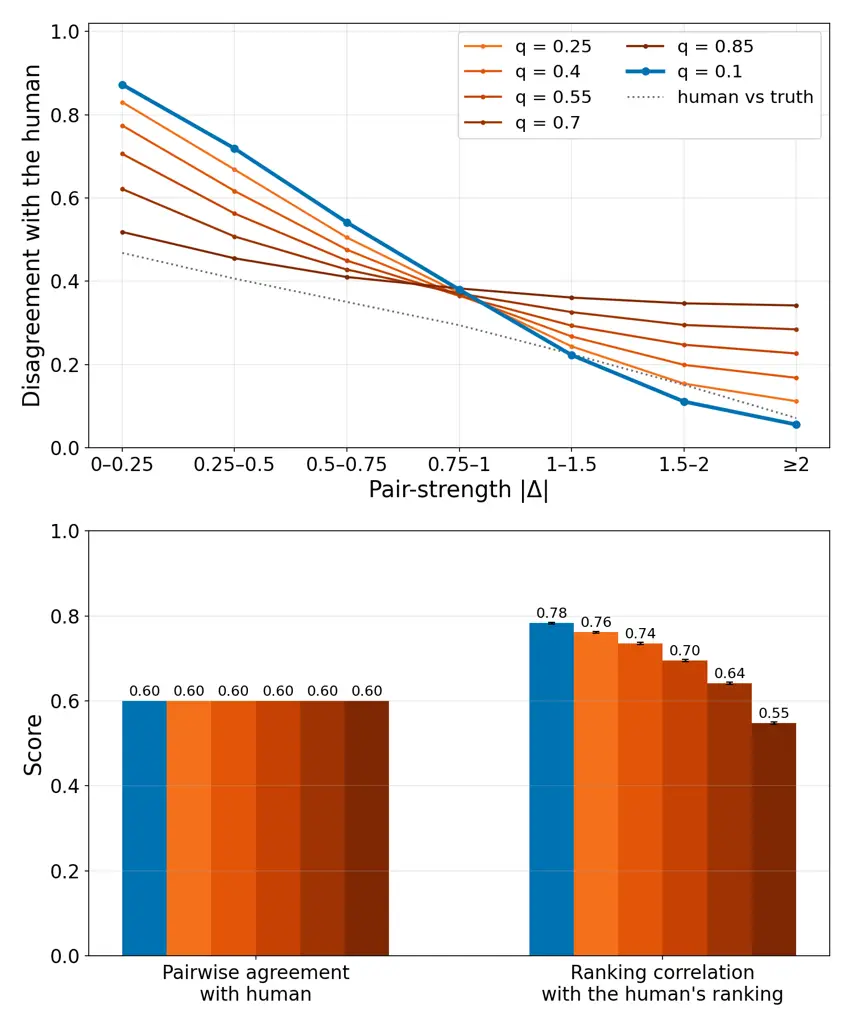 Disagreement with the human
1.0
0.8
0.6
0.4
0.2
0.0
q = 0.25
q = 0.4
q = 0.55
q = 0.7
q = 0.85
q = 0.1
human vs truth
0–0.25
0.25–0.5
0.5–0.75
0.75–1
1–1.5
1.5–2
≥2
Pair-strength |Δ|
Score
1.0
0.8
0.6
0.4
0.2
0.0
0.60
0.60
0.60
0.60
0.60
0.60
0.78
0.76
0.74
0.70
0.64
0.55
Pairwise agreement
with human
Ranking correlation
with the human's ranking